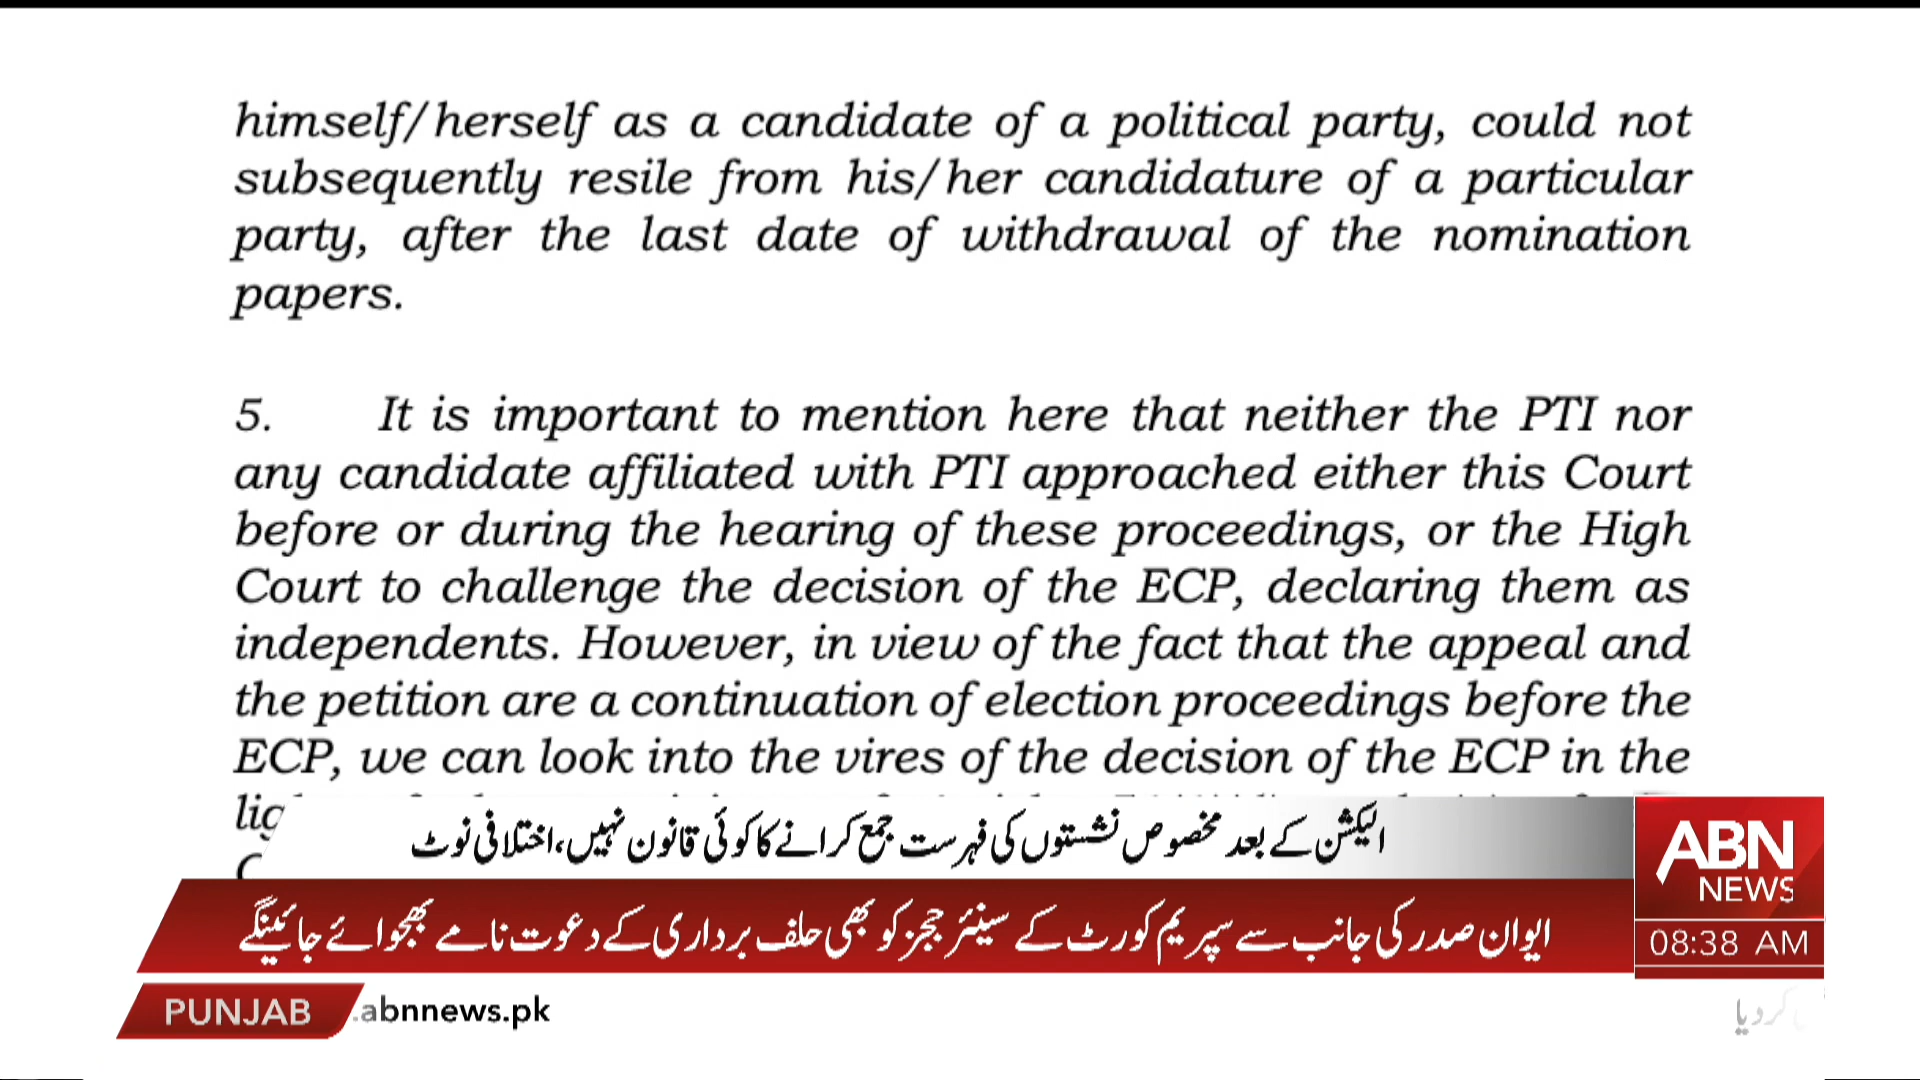 himself/herself as a candidate of a political party, could not
subsequently resile from his/her candidature of a particular
party, after the last date of withdrawal of the nomination
papers.
5. It is important to mention here that neither the PTI nor
any candidate affiliated with PTI approached either this Court
before or during the hearing of these proceedings, or the High
Court to challenge the decision of the ECP, declaring them as
independents. However, in view of the fact that the appeal and
the petition are a continuation of election proceedings before the
ECP, we can look into the vires of the decision of the ECP in the
الیکشن کے بعد مخصوص نشستوں کی فہرست جمع کرانے کا کوئی قانون نہیں، اختلافی نوٹ
ABN
NEWS
ایوان صدر کی جانب سے سپریم کورٹ کے سینئر ججز کو بھی حلف برداری کے دعوت نامے بھجوائے جائینگے
08:38 AM
PUNJAB
.abnnews.pk
کردیا